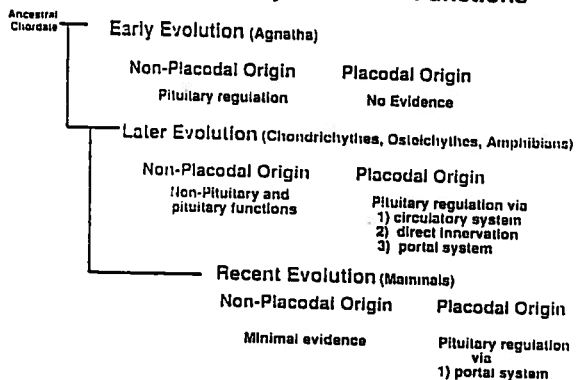 Functions
Ancestral
Chordate
Early Evolution (Agnatha)
Non-Placodal Origin Placodal Origin
Pituitary regulation No Evidence
Later Evolution (Chondrichythes, Osteichythes, Amphibians)
Non-Placodal Origin Placodal Origin
Non-Pituitary and
pituitary functions
Pituitary regulation via
1) circulatory system
2) direct innervation
3) portal system
Recent Evolution (Mammals)
Non-Placodal Origin Placodal Origin
Minimal evidence Pituitary regulation
via
1) portal system